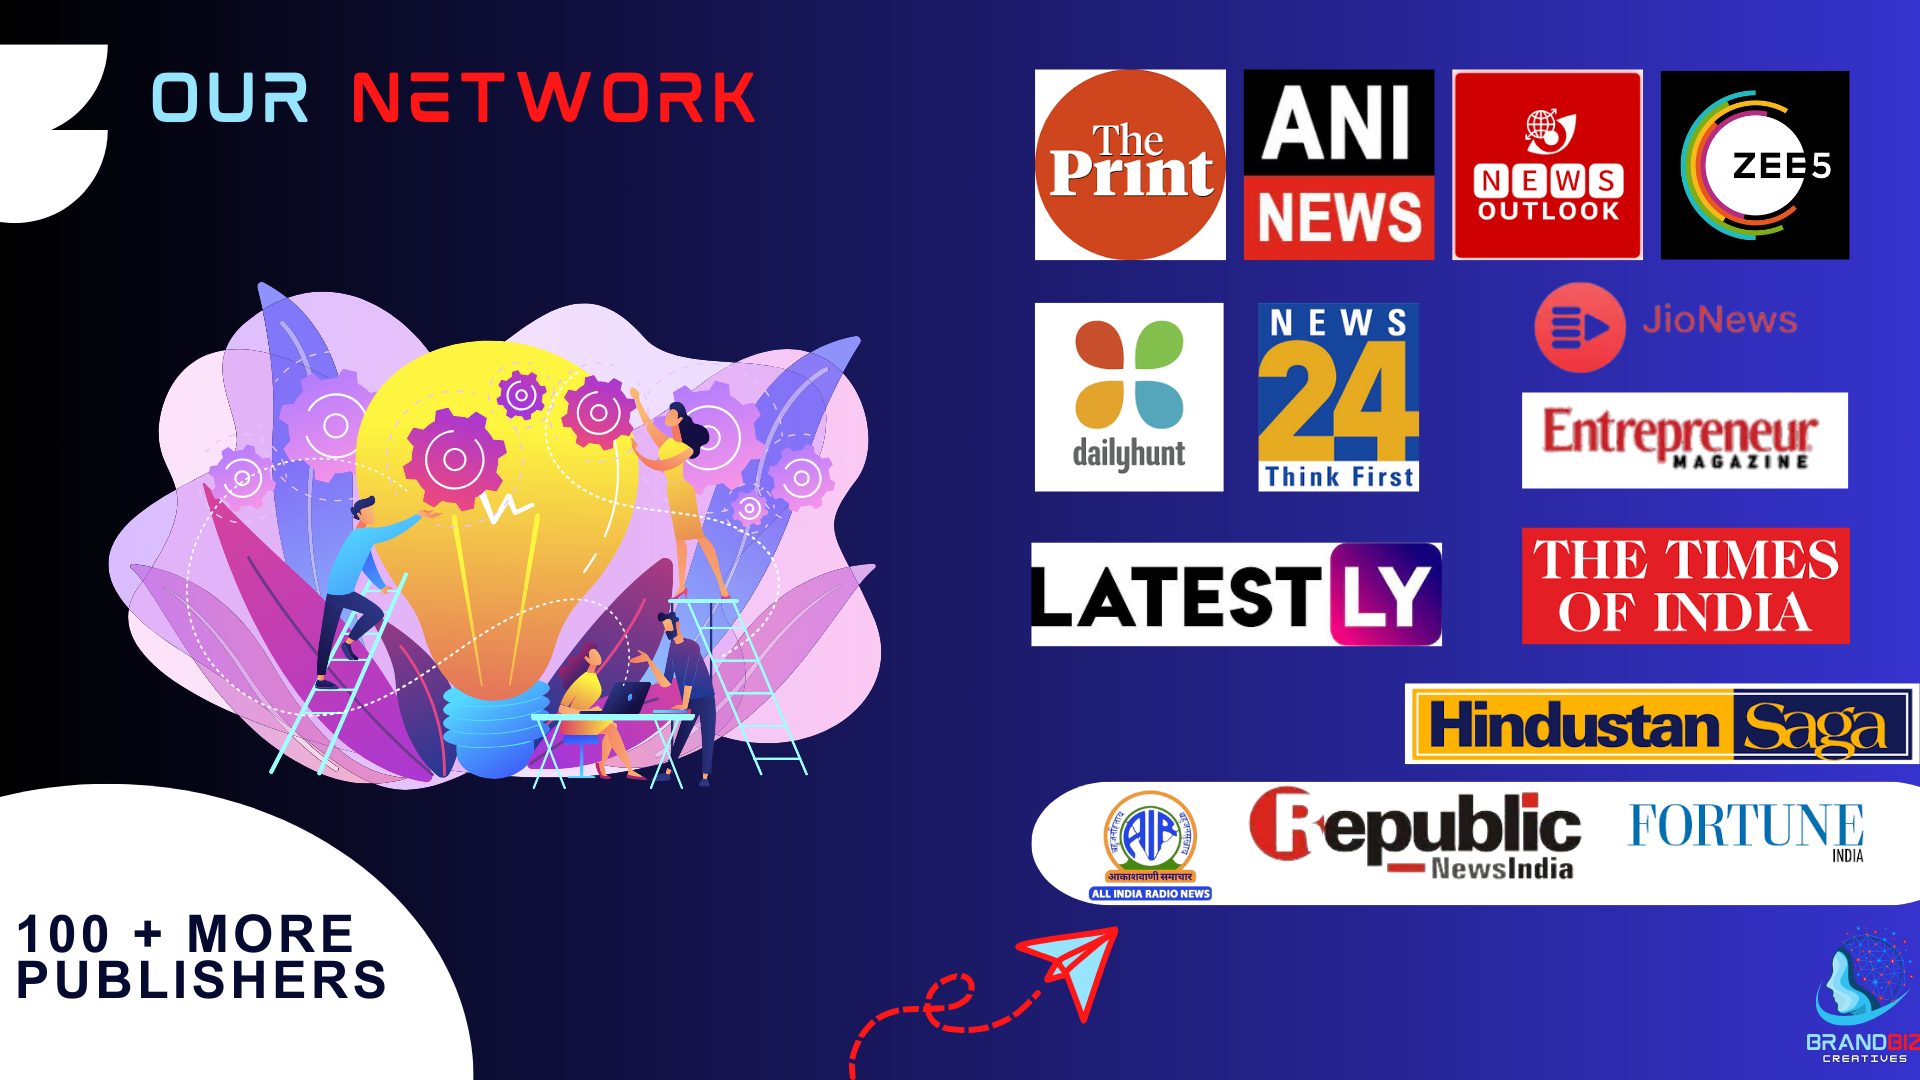 OUR NETWORK
The
Print
ANI
NEWS
NEWS
OUTLOOK
ZEE5
dailyhunt
NEWS
24
Think First
JioNews
Entrepreneur
MAGAZINE
LATESTLY
THE TIMES
OF INDIA
Hindustan Saga
AIR
आकाशवाणी समाचार
ALL INDIA RADIO NEWS
Republic
NewsIndia
FORTUNE
INDIA
100 + MORE
PUBLISHERS
BRANDBIZ
CREATIVES